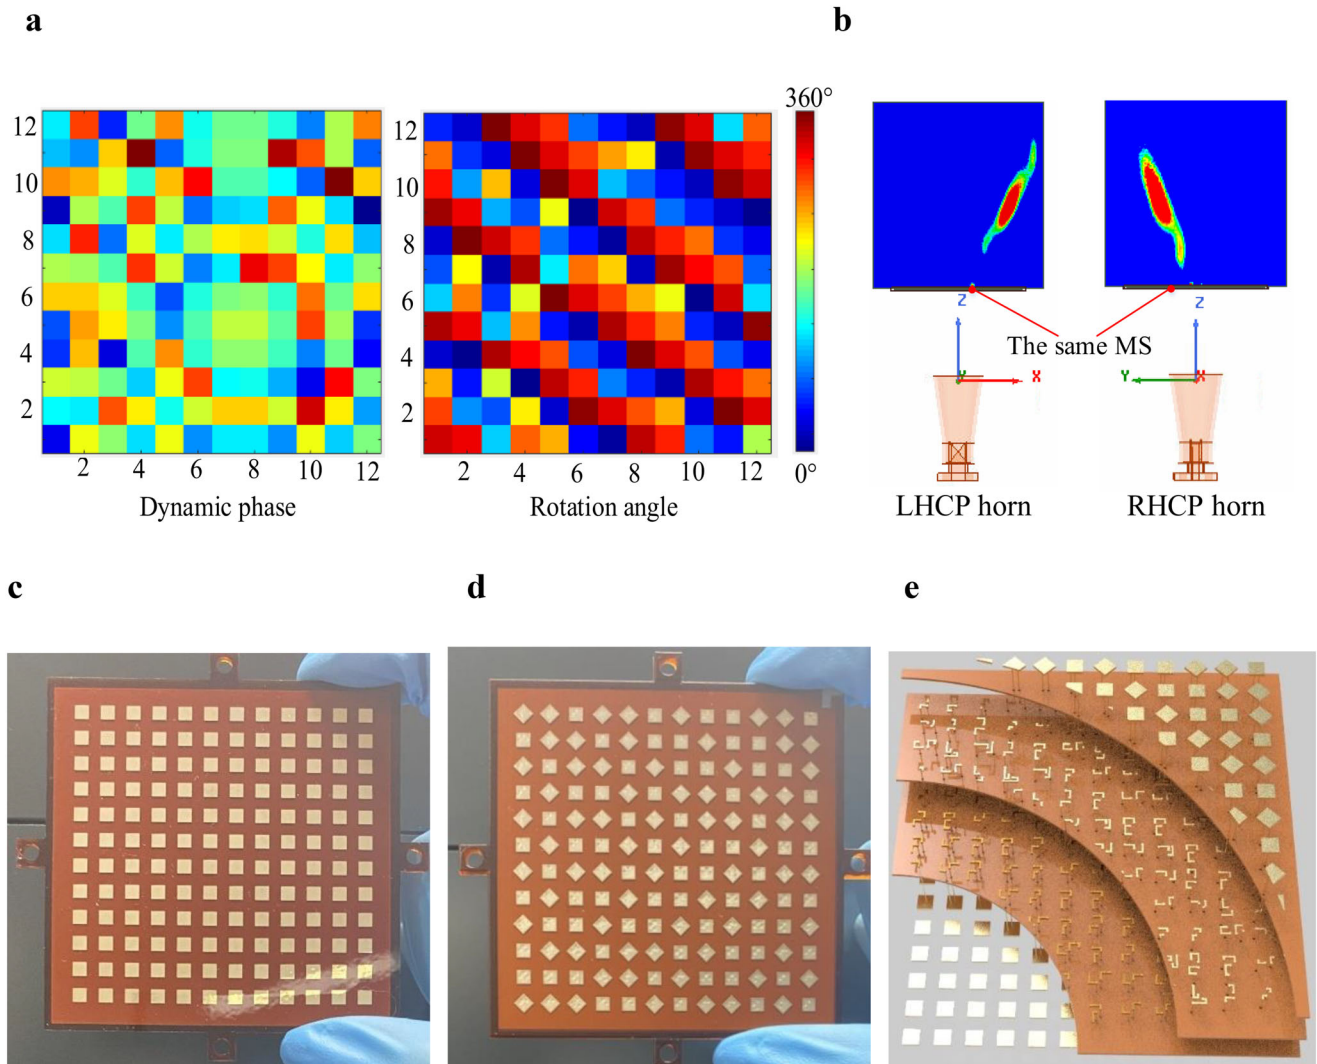 a
b
360°
12
10
8
6
4
2
2 4 6 8 10 12
Dynamic phase
12
10
8
6
4
2
2 4 6 8 10 12
Rotation angle
0°
Z
Z
The same MS
Y X
Y X
LHCP horn
RHCP horn
c
d
e